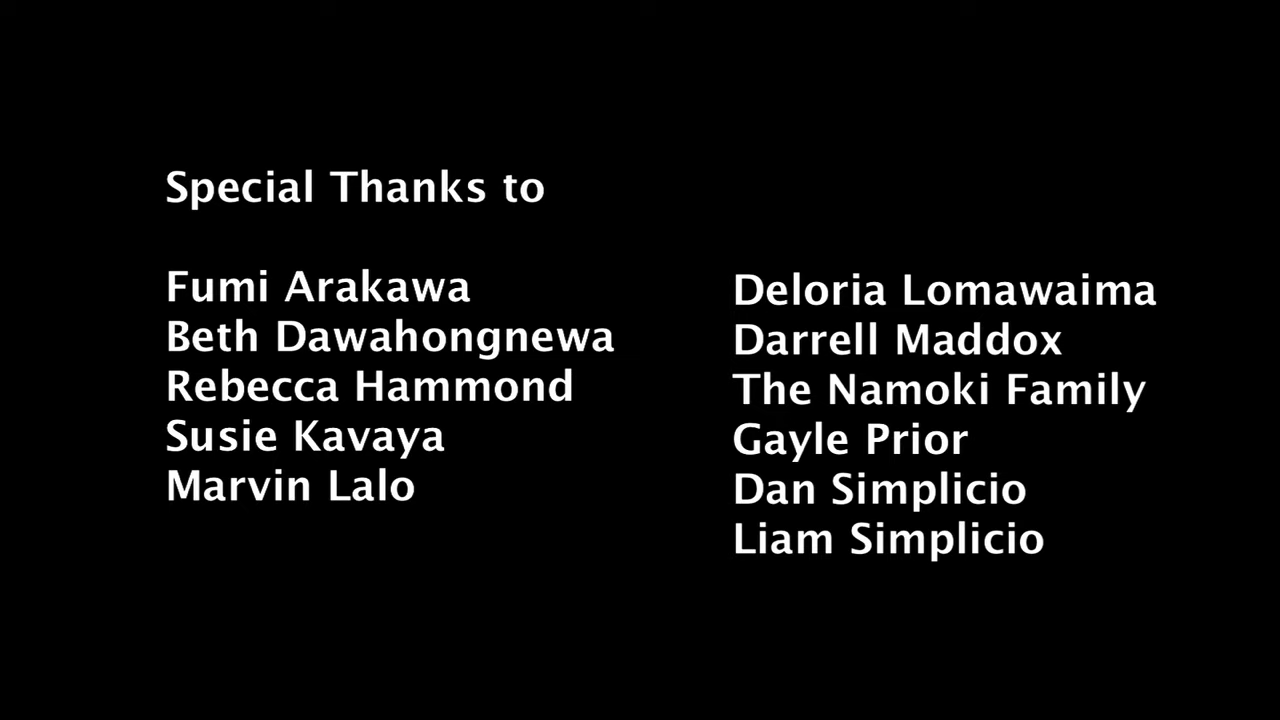 Special Thanks to
Fumi Arakawa
Beth Dawahongnewa
Rebecca Hammond
Susie Kavaya
Marvin Lalo
Deloria Lomawaima
Darrell Maddox
The Namoki Family
Gayle Prior
Dan Simplicio
Liam Simplicio